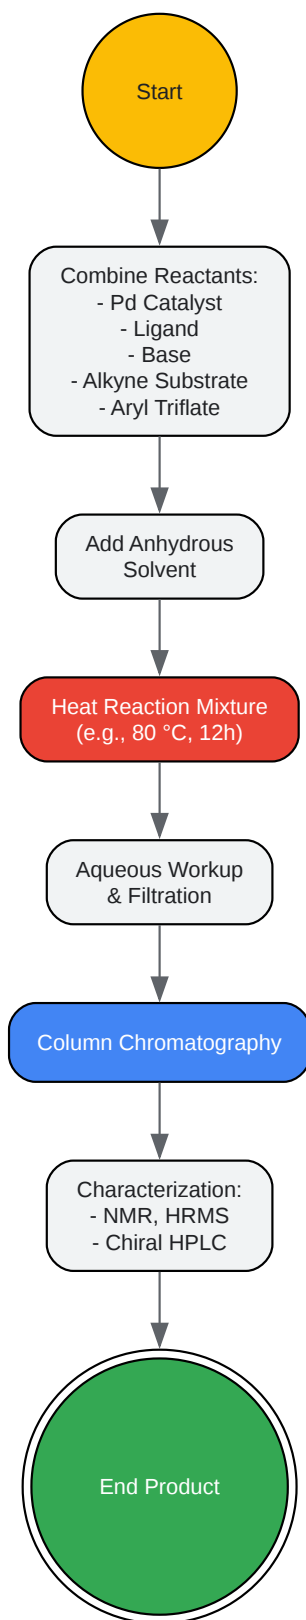 Start
Combine Reactants:
- Pd Catalyst
- Ligand
- Base
- Alkyne Substrate
- Aryl Triflate
Add Anhydrous
Solvent
Heat Reaction Mixture
(e.g., 80 °C, 12h)
Aqueous Workup
& Filtration
Column Chromatography
Characterization:
- NMR, HRMS
- Chiral HPLC
End Product